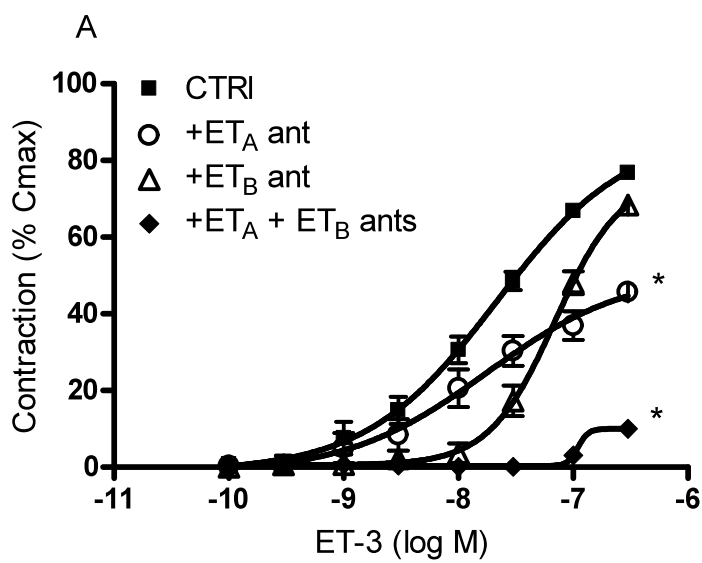 A
100
80
60
40
20
0
CTRl
+ETA ant
+ETB ant
+ETA + ETB ants
*
*
-11 -10 -9 -8 -7 -6
Contraction (% Cmax)
ET-3 (log M)